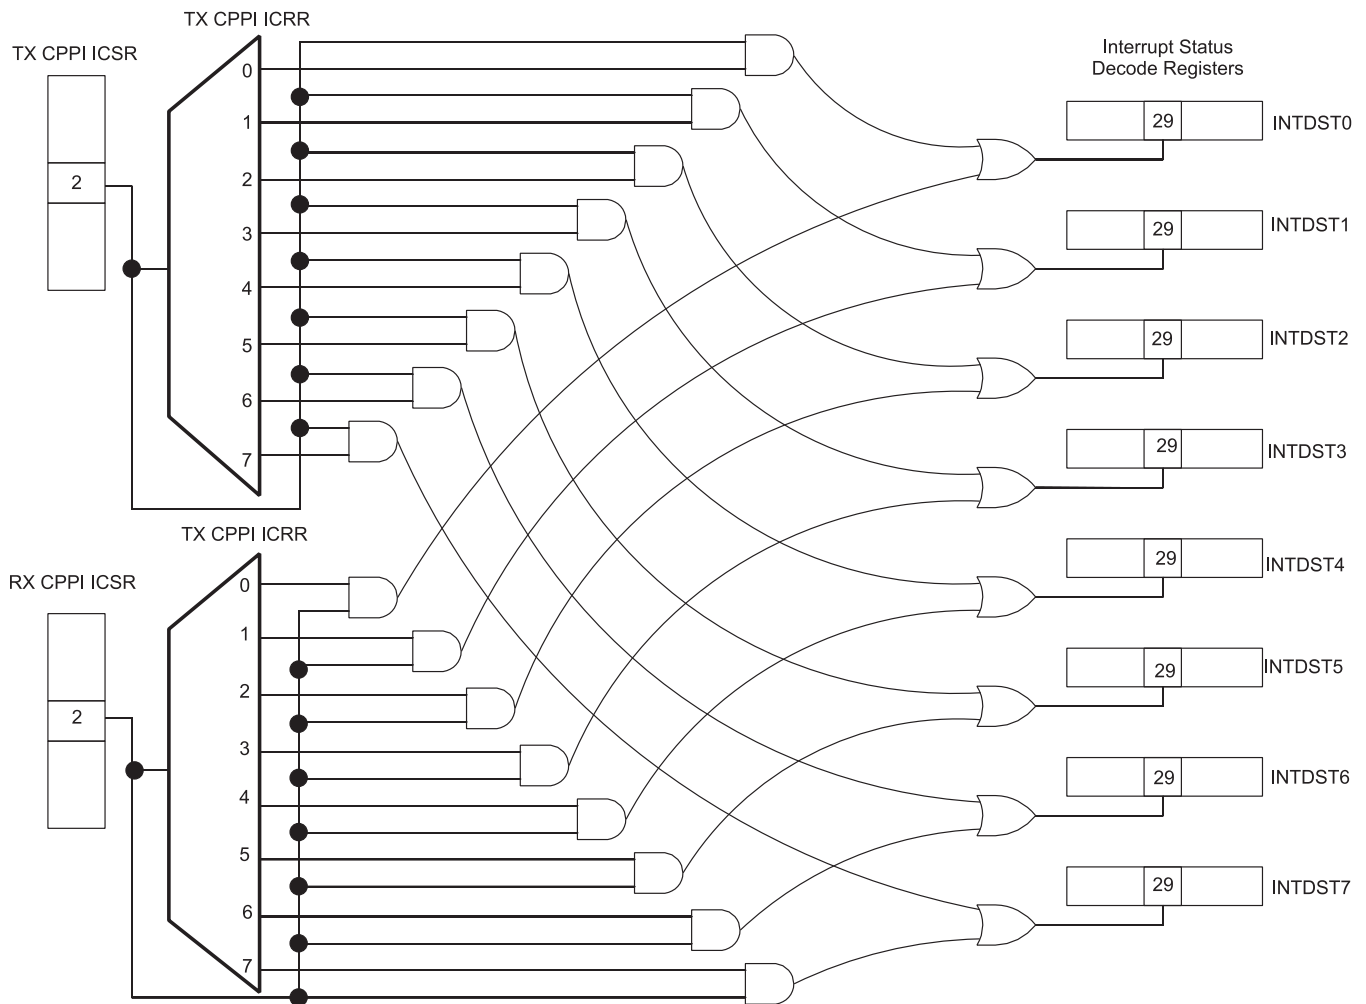 TX CPPI ICRR
TX CPPI ICSR
Interrupt Status
Decode Registers
0
1
2
3
4
5
6
7
2
29
INTDST0
29
INTDST1
29
INTDST2
29
INTDST3
TX CPPI ICRR
RX CPPI ICSR
0
1
2
3
4
5
6
7
2
29
INTDST4
29
INTDST5
29
INTDST6
29
INTDST7